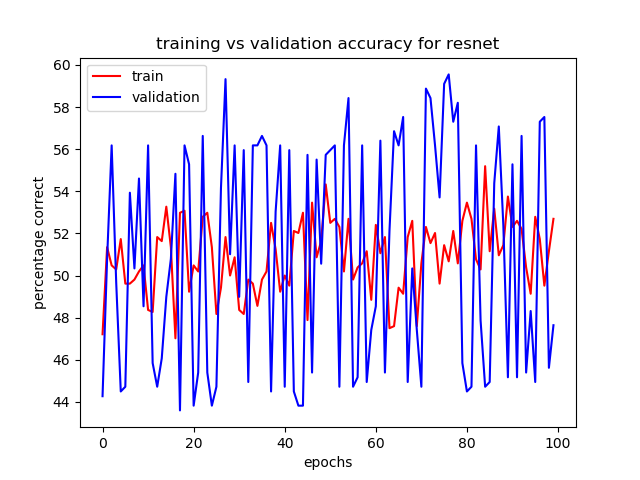 training vs validation accuracy for resnet
train
validation
percentage correct
60
58
56
54
52
50
48
46
44
0 20 40 60 80 100
epochs